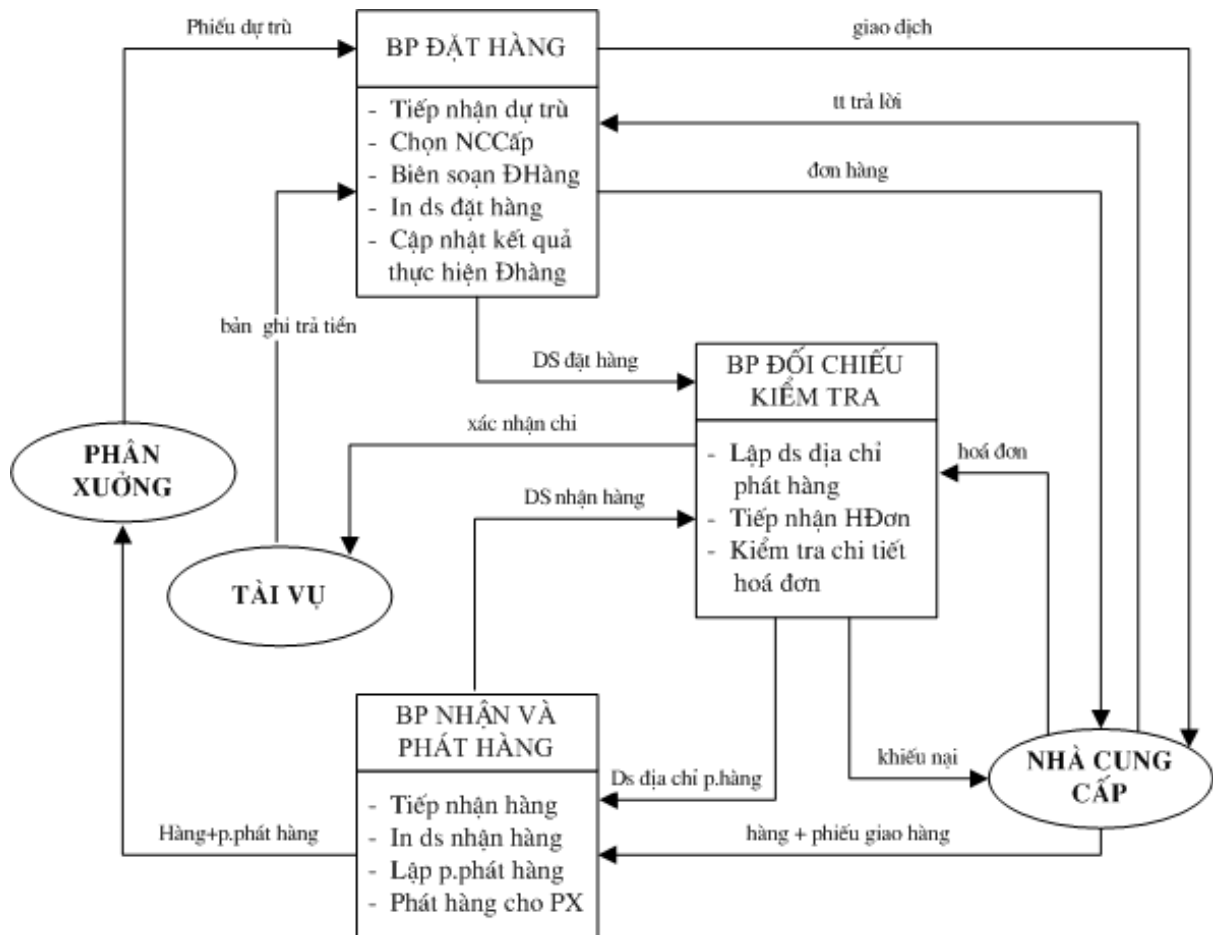 Phiếu dự trù
BP ĐẶT HÀNG
giao dịch
- Tiếp nhận dự trù
- Chọn NCCấp
- Biên soạn ĐHàng
- In ds đặt hàng
- Cập nhật kết quả
thực hiện Đhàng
tt trả lời
đơn hàng
bản ghi trả tiền
DS đặt hàng
BP ĐỐI CHIẾU
KIỂM TRA
xác nhận chi
- Lập ds địa chỉ
phát hàng
- Tiếp nhận HĐơn
- Kiểm tra chi tiết
hoá đơn
hoá đơn
PHÂN
XUỞNG
DS nhận hàng
TÀI VỤ
BP NHẬN VÀ
PHÁT HÀNG
- Tiếp nhận hàng
- In ds nhận hàng
- Lập p.phát hàng
- Phát hàng cho PX
Ds địa chỉ p.hàng
khiếu nại
NHÀ CUNG
CẤP
Hàng+p.phát hàng
hàng + phiếu giao hàng